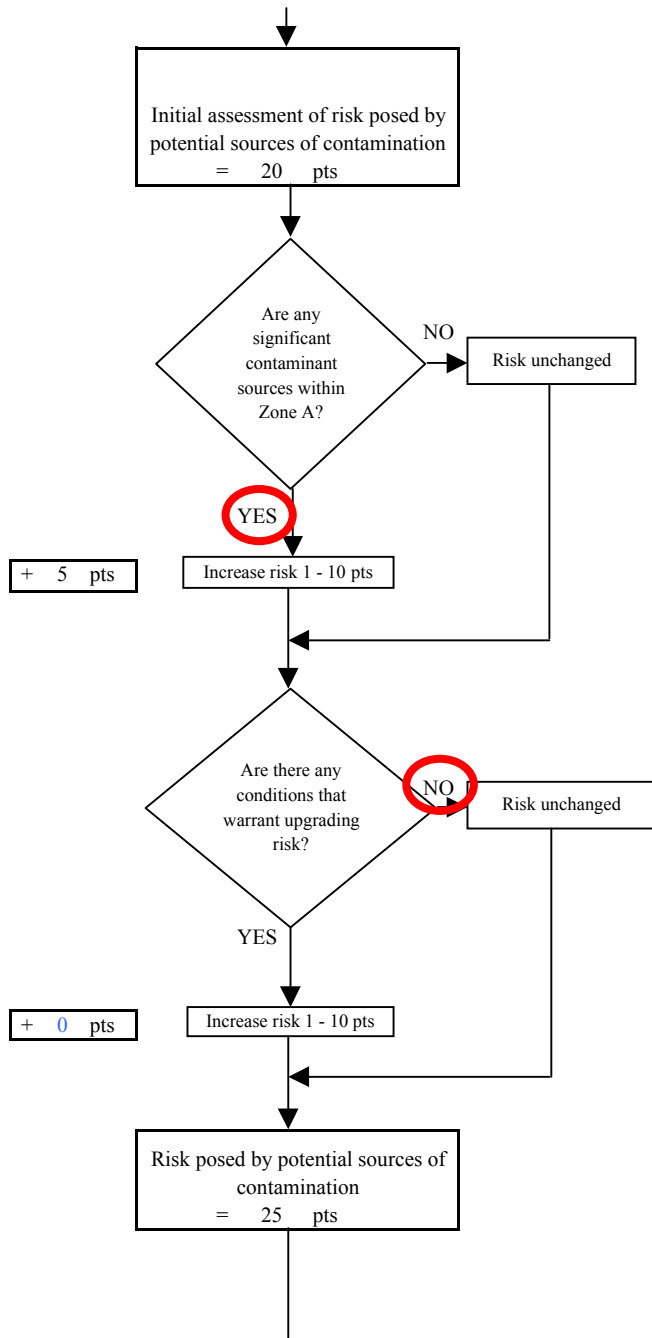 Initial assessment of risk posed by
potential sources of contamination
= 20 pts
Are any
significant
contaminant
sources within
Zone A?
NO
Risk unchanged
YES
+ 5 pts
Increase risk 1 - 10 pts
Are there any
conditions that
warrant upgrading
risk?
NO
Risk unchanged
YES
+ 0 pts
Increase risk 1 - 10 pts
Risk posed by potential sources of
contamination
= 25 pts